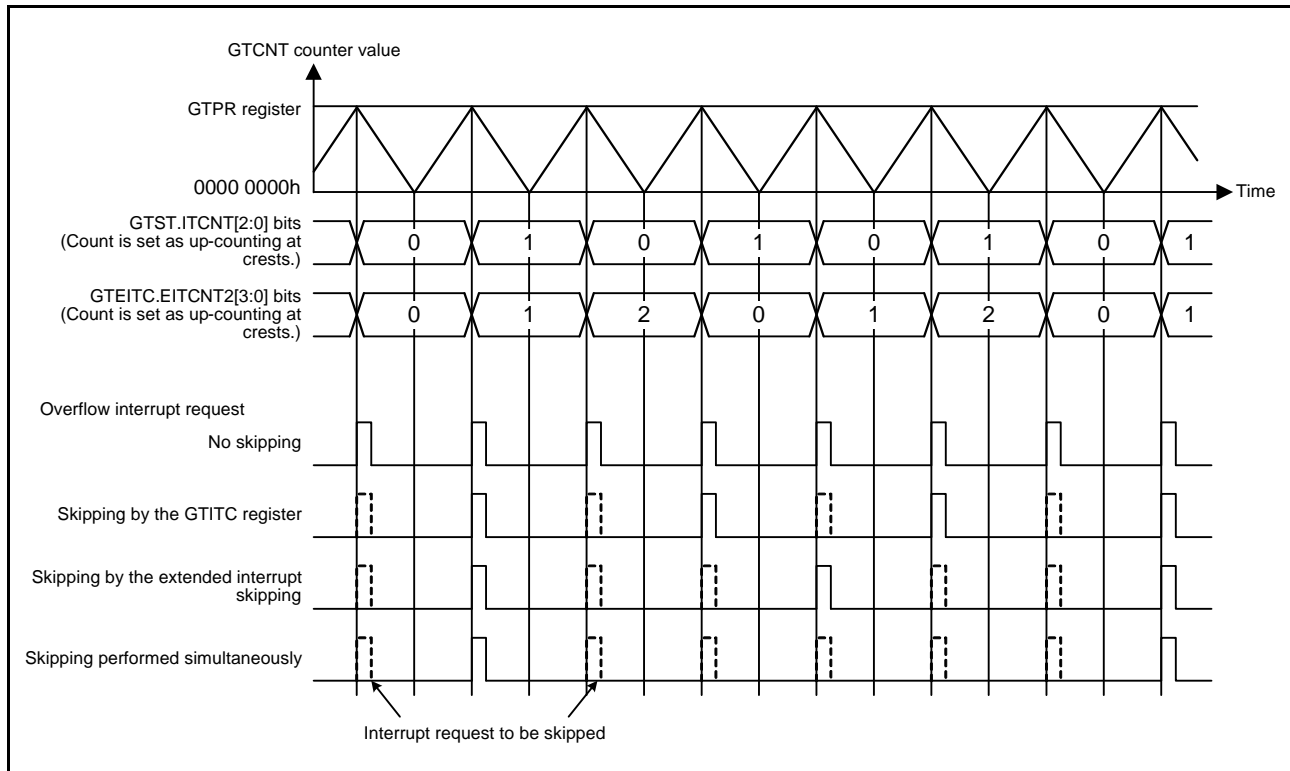 GTCNT counter value
GTPR register
0000 0000h
Time
GTST.ITCNT[2:0] bits
(Count is set as up-counting at
crests.)
0 1 0 1 0 1 0 1
GTEITC.EITCNT2[3:0] bits
(Count is set as up-counting at
crests.)
0 1 2 0 1 2 0 1
Overflow interrupt request
No skipping
Skipping by the GTITC register
Skipping by the extended interrupt
skipping
Skipping performed simultaneously
Interrupt request to be skipped